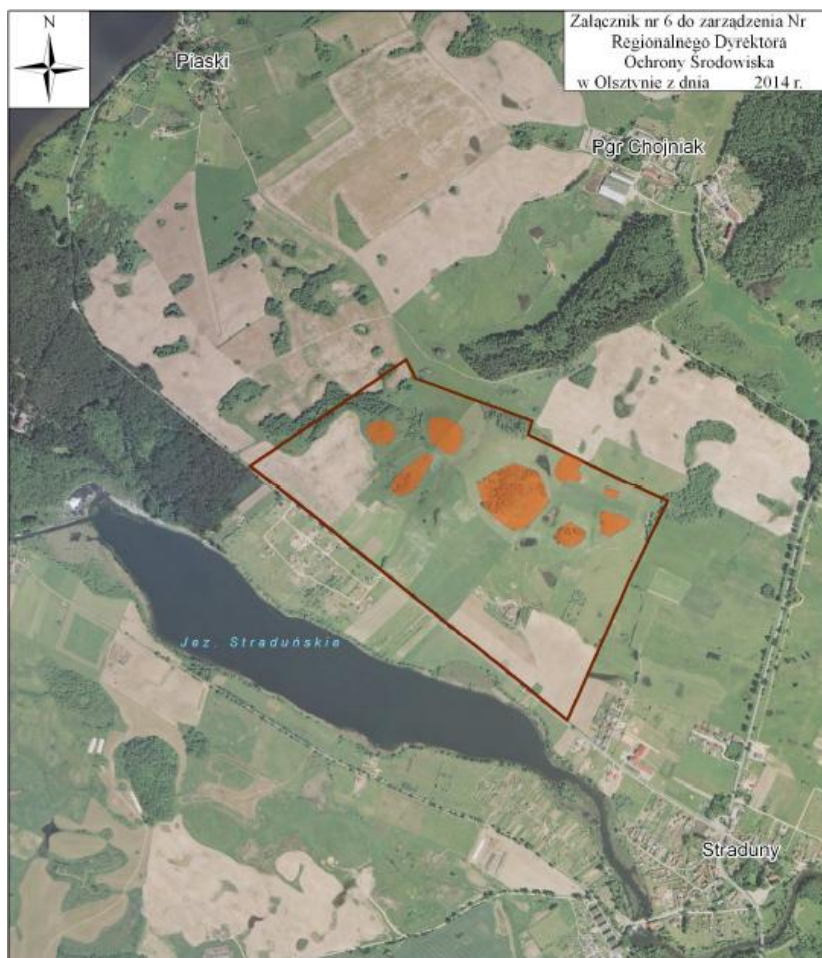 N
Załącznik nr 6 do zarządzenia Nr
Regionalnego Dyrektora
Ochrony Środowiska
w Olsztynie z dnia 2014 r.
Piaski
Pgr Chojniak
Jez. Straduńskie
Straduny